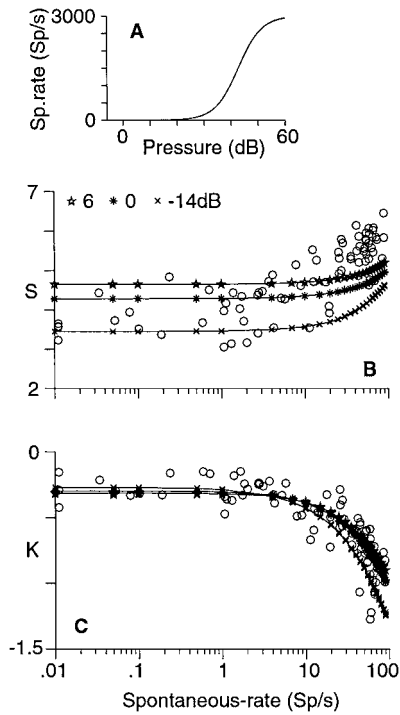 3000
A
Sp.rate (Sp/s)
0
0
60
Pressure (dB)
7
☆ 6 * 0 × -14dB
S
B
2
0
K
C
-1.5
.01 .1 1 10 100
Spontaneous-rate (Sp/s)